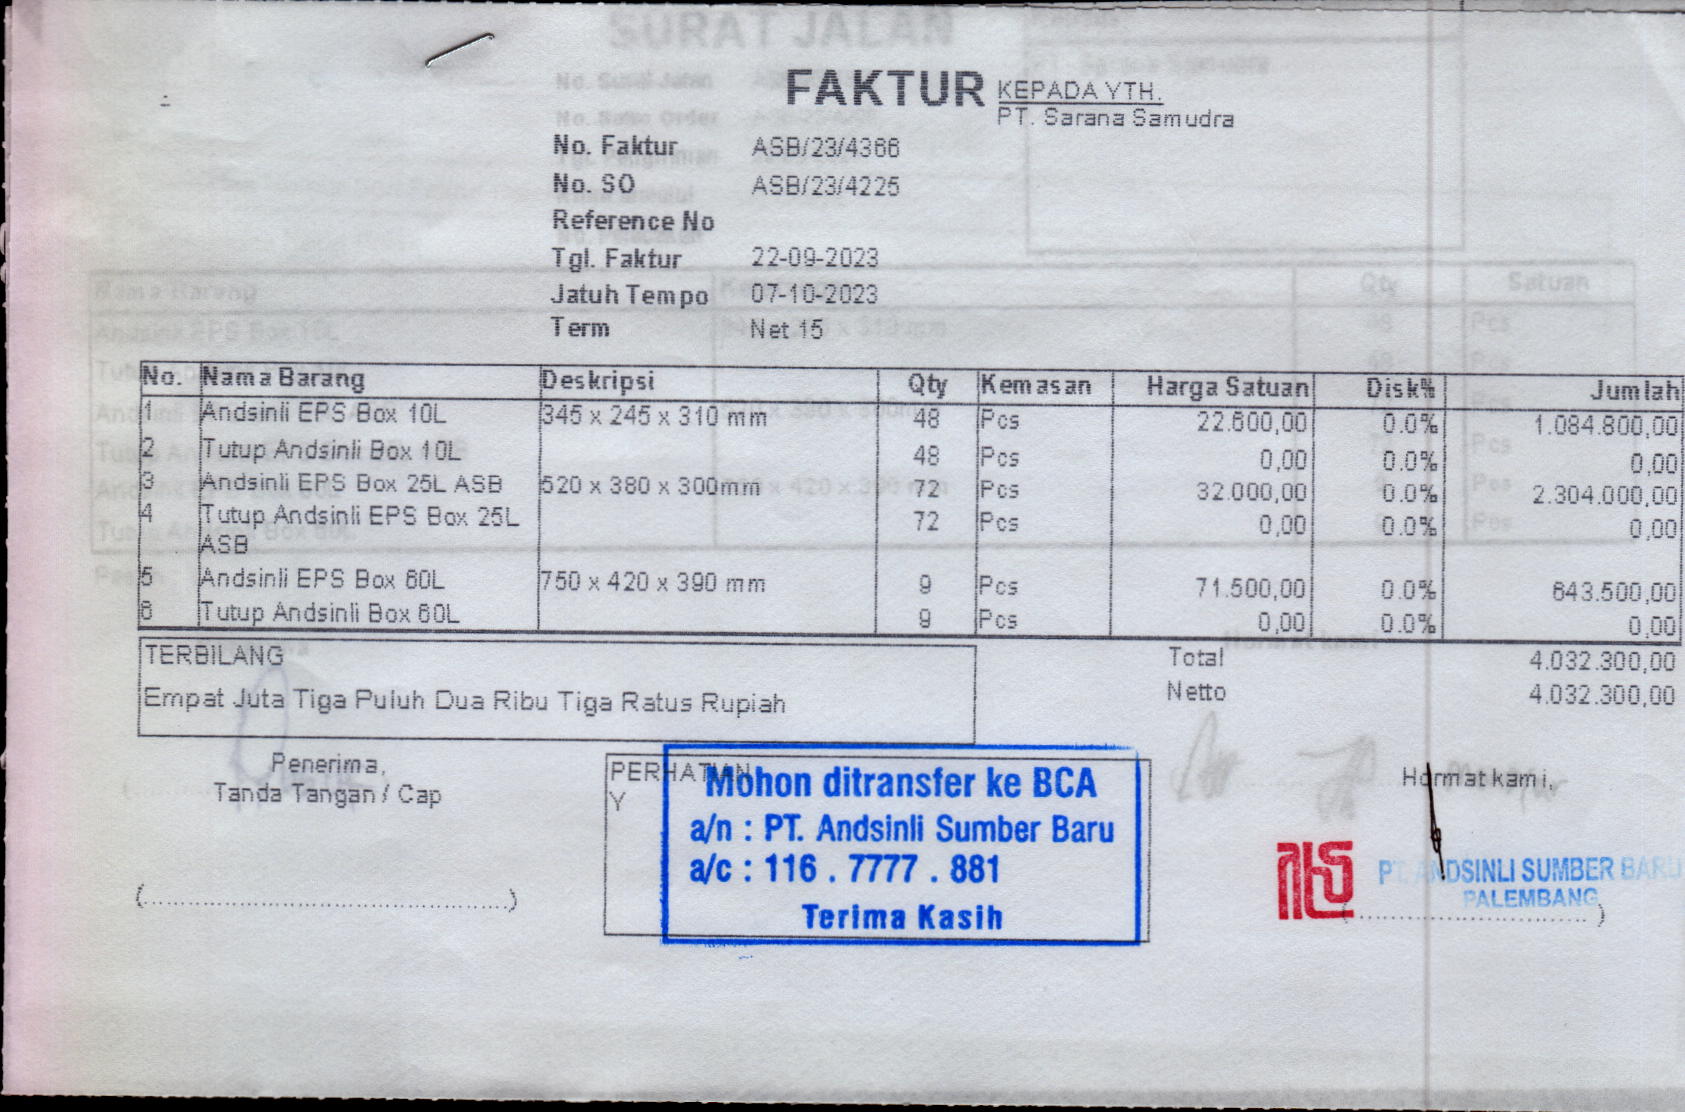 FAKTUR
KEPADA YTH.
PT. Sarana Samudra
No. Faktur ASB/23/4366
No. SO ASB/23/4225
Reference No
Tgl. Faktur 22-09-2023
Jatuh Tempo 07-10-2023
Term Net 15
No. Nama Barang Deskripsi Qty Kemasan Harga Satuan Disk% Jumlah
1 Andsinli EPS Box 10L 345 x 245 x 310 mm 48 Pcs 22.600,00 0.0% 1.084.800,00
2 Tutup Andsinli Box 10L 48 Pcs 0,00 0.0% 0,00
3 Andsinli EPS Box 25L ASB 520 x 380 x 300mm 72 Pcs 32.000,00 0.0% 2.304.000,00
4 Tutup Andsinli EPS Box 25L 72 Pcs 0,00 0.0% 0,00
ASB
5 Andsinli EPS Box 60L 750 x 420 x 390 mm 9 Pcs 71.500,00 0.0% 643.500,00
6 Tutup Andsinli Box 60L 9 Pcs 0,00 0.0% 0,00
TERBILANG
Empat Juta Tiga Puluh Dua Ribu Tiga Ratus Rupiah
Total 4.032.300,00
Netto 4.032.300,00
Penerima,
Tanda Tangan / Cap
PERHATIAN
Y
Mohon ditransfer ke BCA
a/n : PT. Andsinli Sumber Baru
a/c : 116 . 7777 . 881
Terima Kasih
Hormat kami,
PT. ANDSINLI SUMBER BARU
PALEMBANG